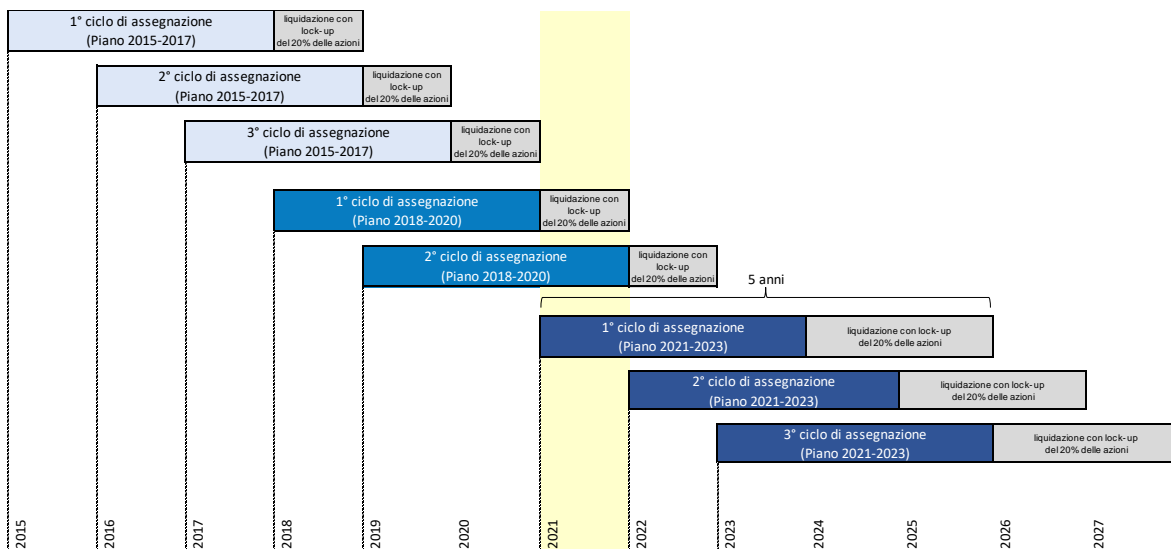 1° ciclo di assegnazione
(Piano 2015-2017)
liquidazione con
lock-up
del 20% delle azioni
2° ciclo di assegnazione
(Piano 2015-2017)
liquidazione con
lock-up
del 20% delle azioni
3° ciclo di assegnazione
(Piano 2015-2017)
liquidazione con
lock-up
del 20% delle azioni
1° ciclo di assegnazione
(Piano 2018-2020)
liquidazione con
lock-up
del 20% delle azioni
2° ciclo di assegnazione
(Piano 2018-2020)
liquidazione con
lock-up
del 20% delle azioni
5 anni
1° ciclo di assegnazione
(Piano 2021-2023)
liquidazione con lock-up
del 20% delle azioni
2° ciclo di assegnazione
(Piano 2021-2023)
liquidazione con lock-up
del 20% delle azioni
3° ciclo di assegnazione
(Piano 2021-2023)
liquidazione con lock-up
del 20% delle azioni
2015
2016
2017
2018
2019
2020
2021
2022
2023
2024
2025
2026
2027